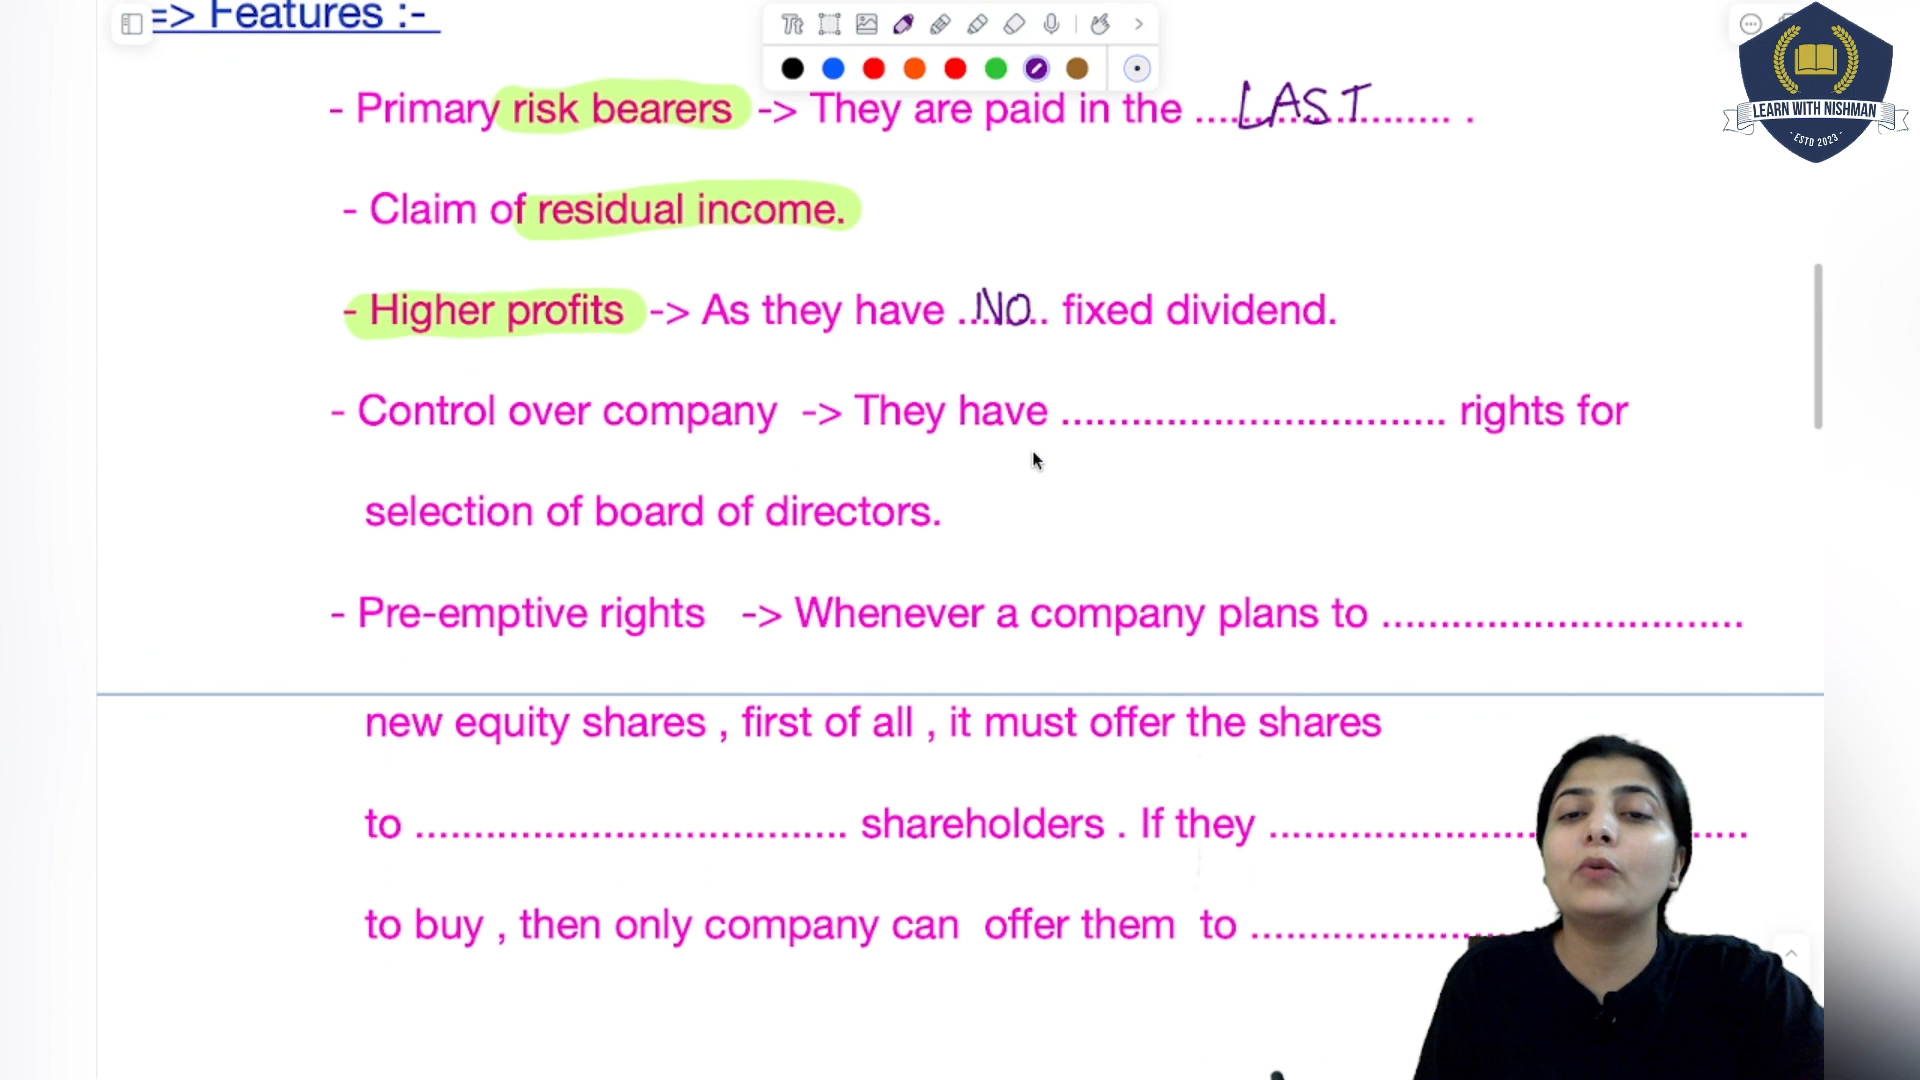 => Features :-
- Primary risk bearers -> They are paid in the ....LAST.... .
- Claim of residual income.
- Higher profits -> As they have ..NO.. fixed dividend.
- Control over company -> They have ................................. rights for
selection of board of directors.
- Pre-emptive rights -> Whenever a company plans to ...............................
new equity shares , first of all , it must offer the shares
to ..................................... shareholders . If they .........................
to buy , then only company can offer them to ......................
LEARN WITH NISHMAN
- ESTD 2023 -
Tt